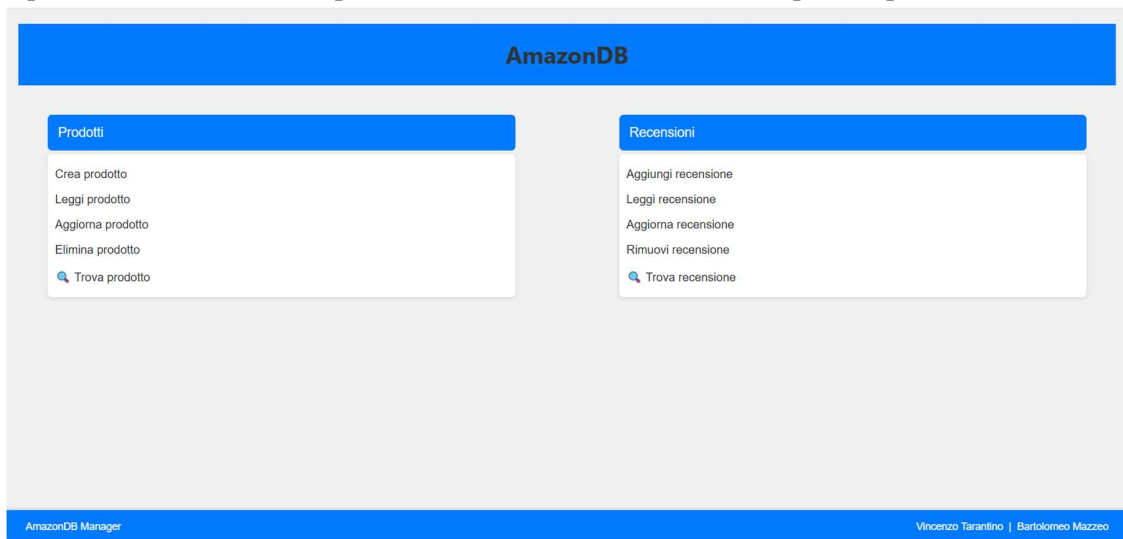 AmazonDB
Prodotti
Crea prodotto
Leggi prodotto
Aggiorna prodotto
Elimina prodotto
Trova prodotto
Recensioni
Aggiungi recensione
Leggi recensione
Aggiorna recensione
Rimuovi recensione
Trova recensione
AmazonDB Manager
Vincenzo Tarantino | Bartolomeo Mazzeo